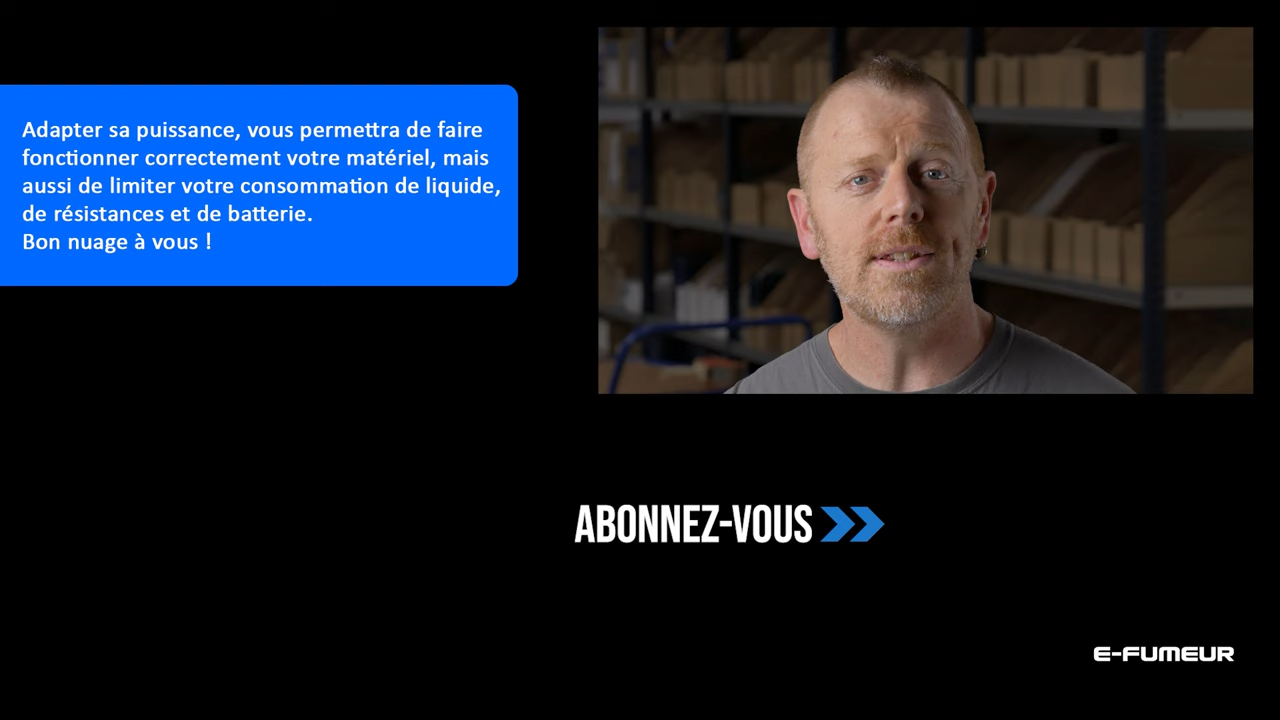 Adapter sa puissance, vous permettra de faire
fonctionner correctement votre matériel, mais
aussi de limiter votre consommation de liquide,
de résistances et de batterie.
Bon nuage à vous !
ABONNEZ-VOUS
E-FUMEUR